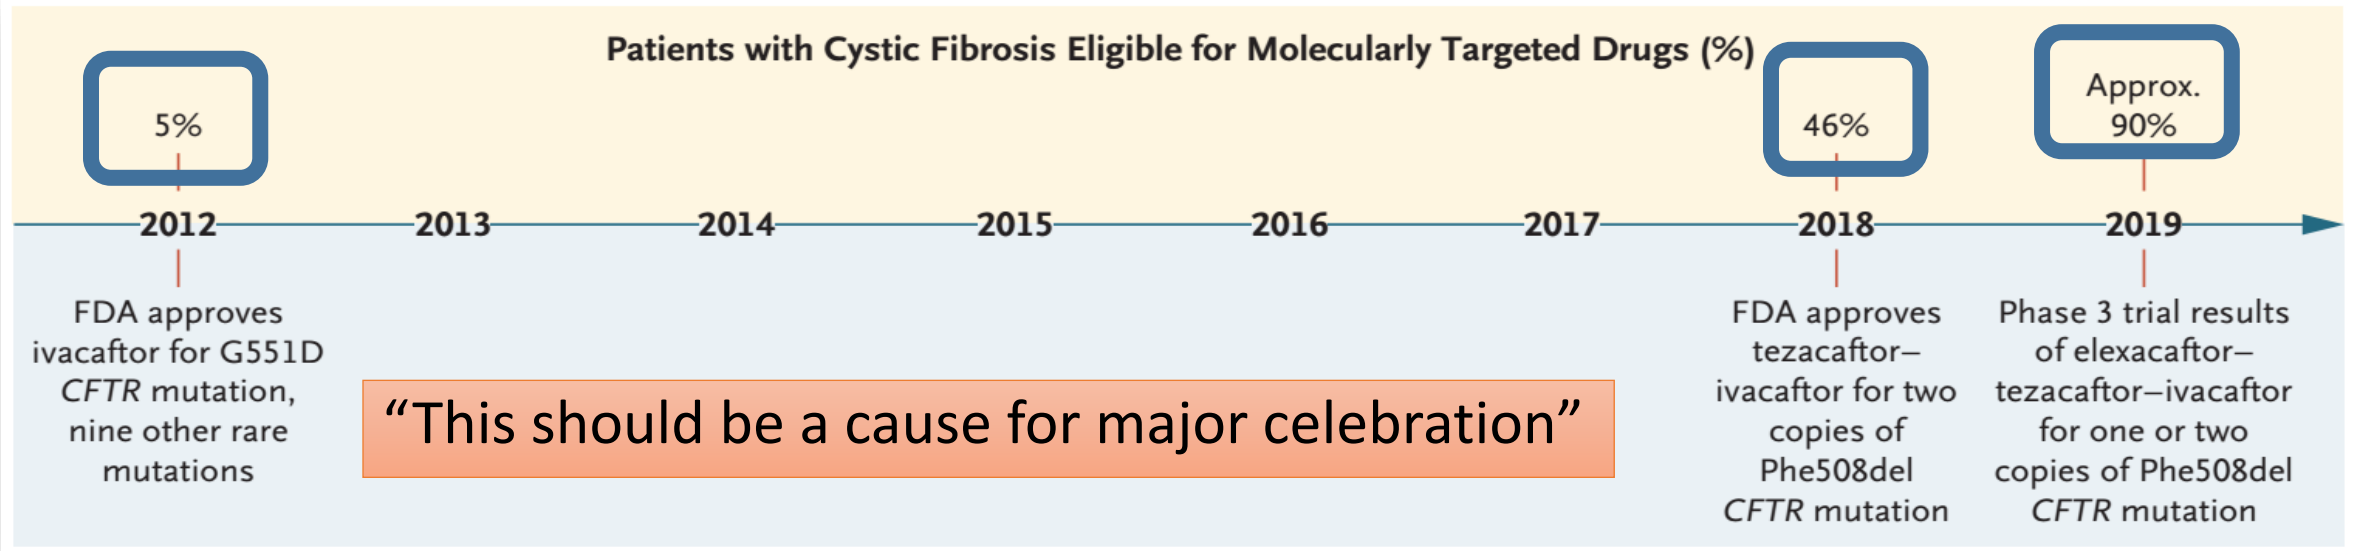 Patients with Cystic Fibrosis Eligible for Molecularly Targeted Drugs (%)
5%
46%
Approx.
90%
2012
2013
2014
2015
2016
2017
2018
2019
FDA approves
ivacaftor for G551D
CFTR mutation,
nine other rare
mutations
“This should be a cause for major celebration”
FDA approves
tezacaftor–
ivacaftor for two
copies of
Phe508del
CFTR mutation
Phase 3 trial results
of elexacaftor–
tezacaftor–ivacaftor
for one or two
copies of Phe508del
CFTR mutation